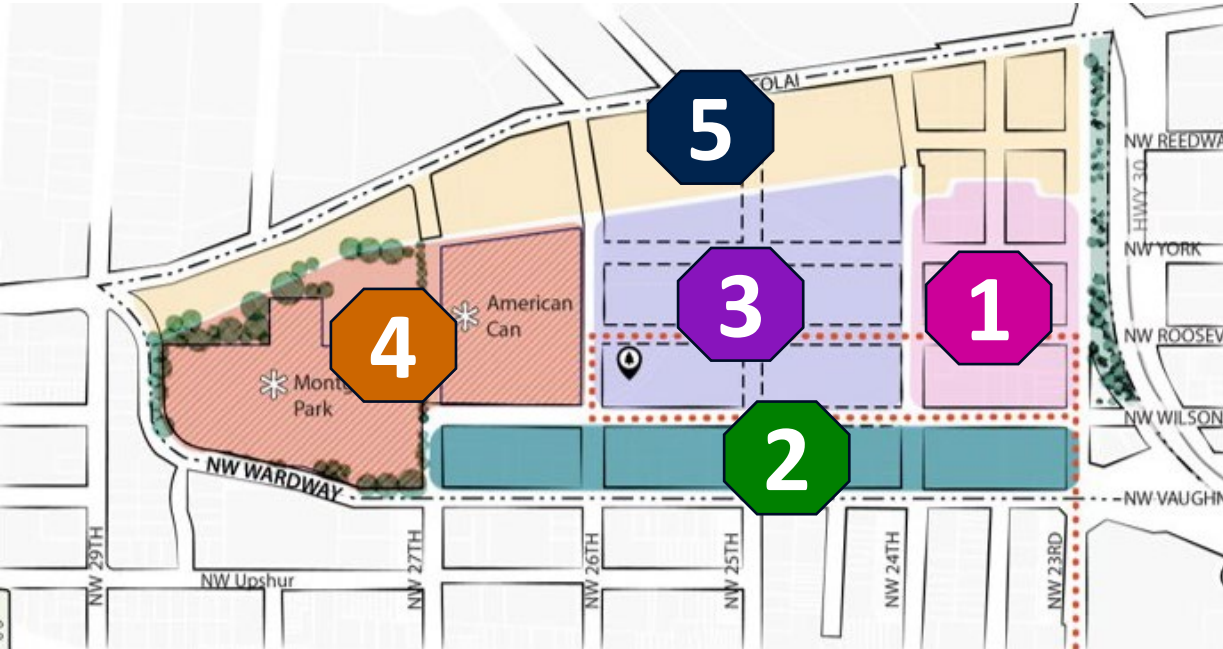 5
COLAI
NW REEDWA
HWY 30
NW YORK
3
1
American
Can
4
NW ROOSEV
Park
NW WILSON
2
NW WARDWAY
NW VAUGHN
NW 29TH
NW 27TH
NW 26TH
NW 25TH
NW 24TH
NW 23RD
NW Upshur